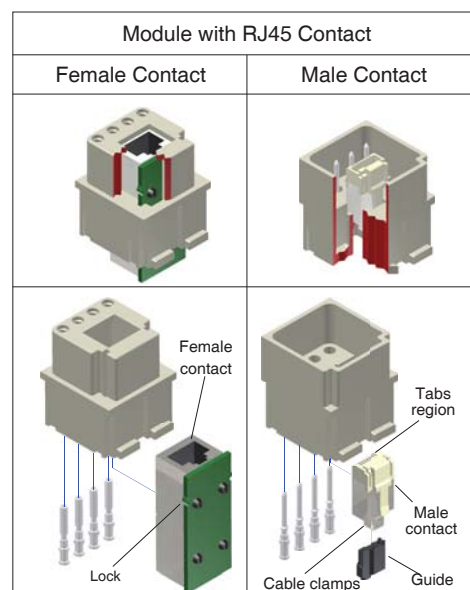 Module with RJ45 Contact
Female Contact
Male Contact
Female
contact
Lock
Tabs
region
Male
contact
Cable clamps
Guide